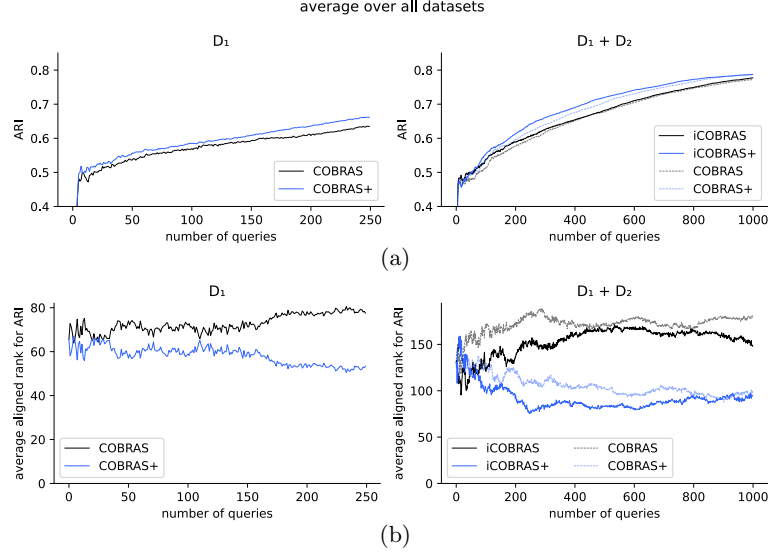 average over all datasets
D₁
D₁ + D₂
0.8
0.7
0.6
0.5
0.4
ARI
COBRAS
COBRAS+
0 50 100 150 200 250
number of queries
0.8
0.7
0.6
0.5
0.4
ARI
iCOBRAS
iCOBRAS+
COBRAS
COBRAS+
0 200 400 600 800 1000
number of queries
(a)
D₁
D₁ + D₂
80
60
40
20
0
average aligned rank for ARI
COBRAS
COBRAS+
0 50 100 150 200 250
number of queries
150
100
50
0
average aligned rank for ARI
iCOBRAS COBRAS
iCOBRAS+ COBRAS+
0 200 400 600 800 1000
number of queries
(b)